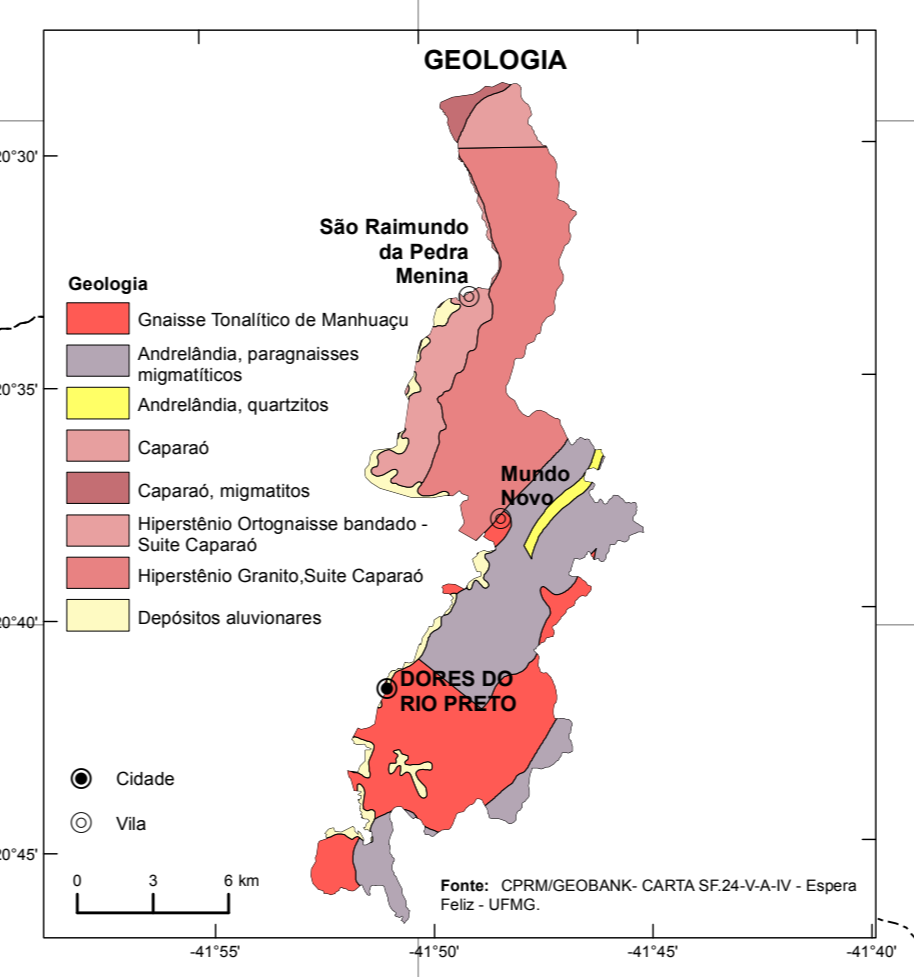 GEOLOGIA
20°30'
São Raimundo
da Pedra
Menina
Geologia
Gnaisse Tonalítico de Manhuaçu
Andrelândia, paragnaisses
migmatíticos
Andrelândia, quartzitos
Caparaó
Caparaó, migmatitos
Hiperstênio Ortognaisse bandado -
Suite Caparaó
Hiperstênio Granito,Suite Caparaó
Depósitos aluvionares
20°35'
Mundo
Novo
20°40'
DORES DO
RIO PRETO
Cidade
Vila
20°45'
0 3 6 km
Fonte: CPRM/GEOBANK- CARTA SF.24-V-A-IV - Espera
Feliz - UFMG.
-41°55' -41°50' -41°45' -41°40'